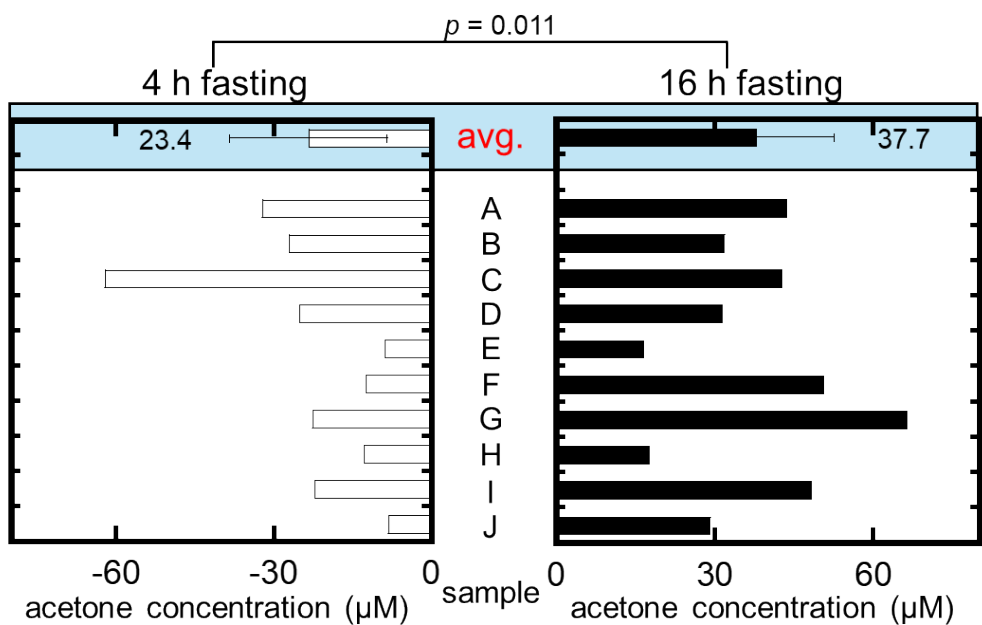 p = 0.011
4 h fasting
16 h fasting
23.4
avg.
37.7
A
B
C
D
E
F
G
H
I
J
-60
-30
0
sample
0
30
60
acetone concentration (μM)
acetone concentration (μM)